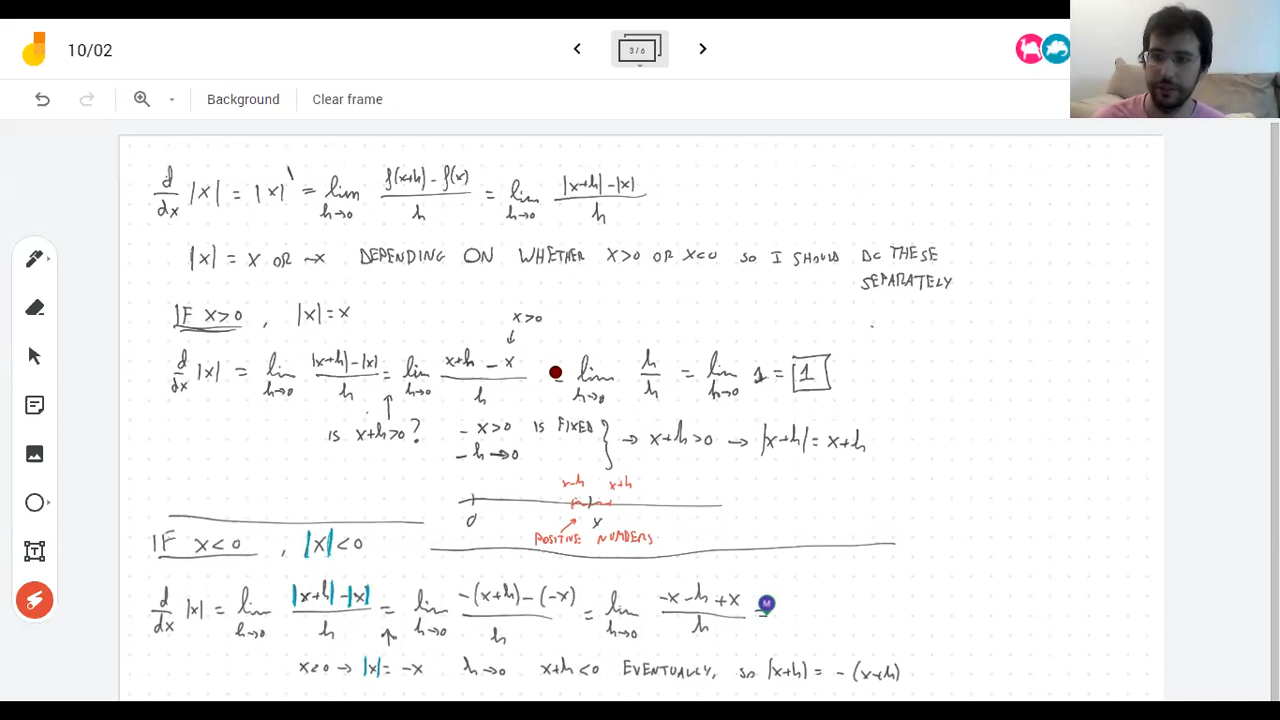 10/02
3/6
Background
Clear frame
d/dx |x| = |x|' = lim h→0 f(x+h) - f(x) / h = lim h→0 |x+h| - |x| / h
|x| = x OR -x DEPENDING ON WHETHER x>0 OR x<0 SO I SHOULD DO THESE
SEPARATELY
IF x>0 , |x| = x
x>0
↓
d/dx |x| = lim h→0 |x+h| - |x| / h = lim h→0 x+h - x / h = lim h→0 h/h = lim h→0 1 = 1
↑
IS x+h>0? - x>0 IS FIXED
- h→0 } → x+h>0 → |x+h| = x+h
x-h x+h
0 x
POSITIVE NUMBERS
IF x<0 , |x|<0
d/dx |x| = lim h→0 |x+h| - |x| / h = lim h→0 -(x+h) - (-x) / h = lim h→0 -x - h + x / h =
M
↑
x<0 → |x| = -x h→0 x+h<0 EVENTUALLY, SO |x+h| = -(x+h)